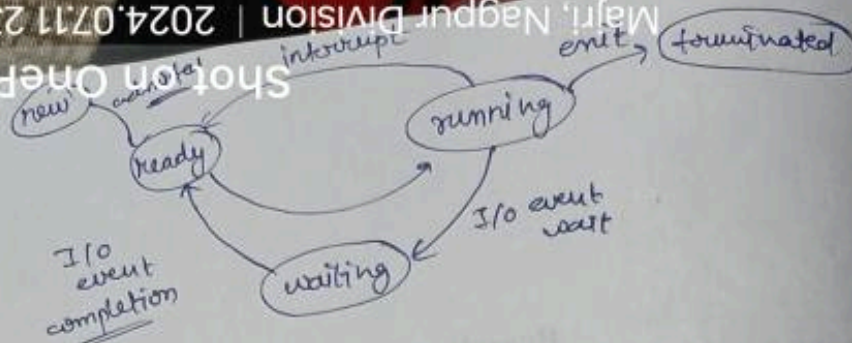 Majri, Nagpur Division | 2024.07.11 2
Shot on OneP
interrupt
exit
terminated
new
admitted
running
ready
I/O event
wait
I/O
event
completion
waiting